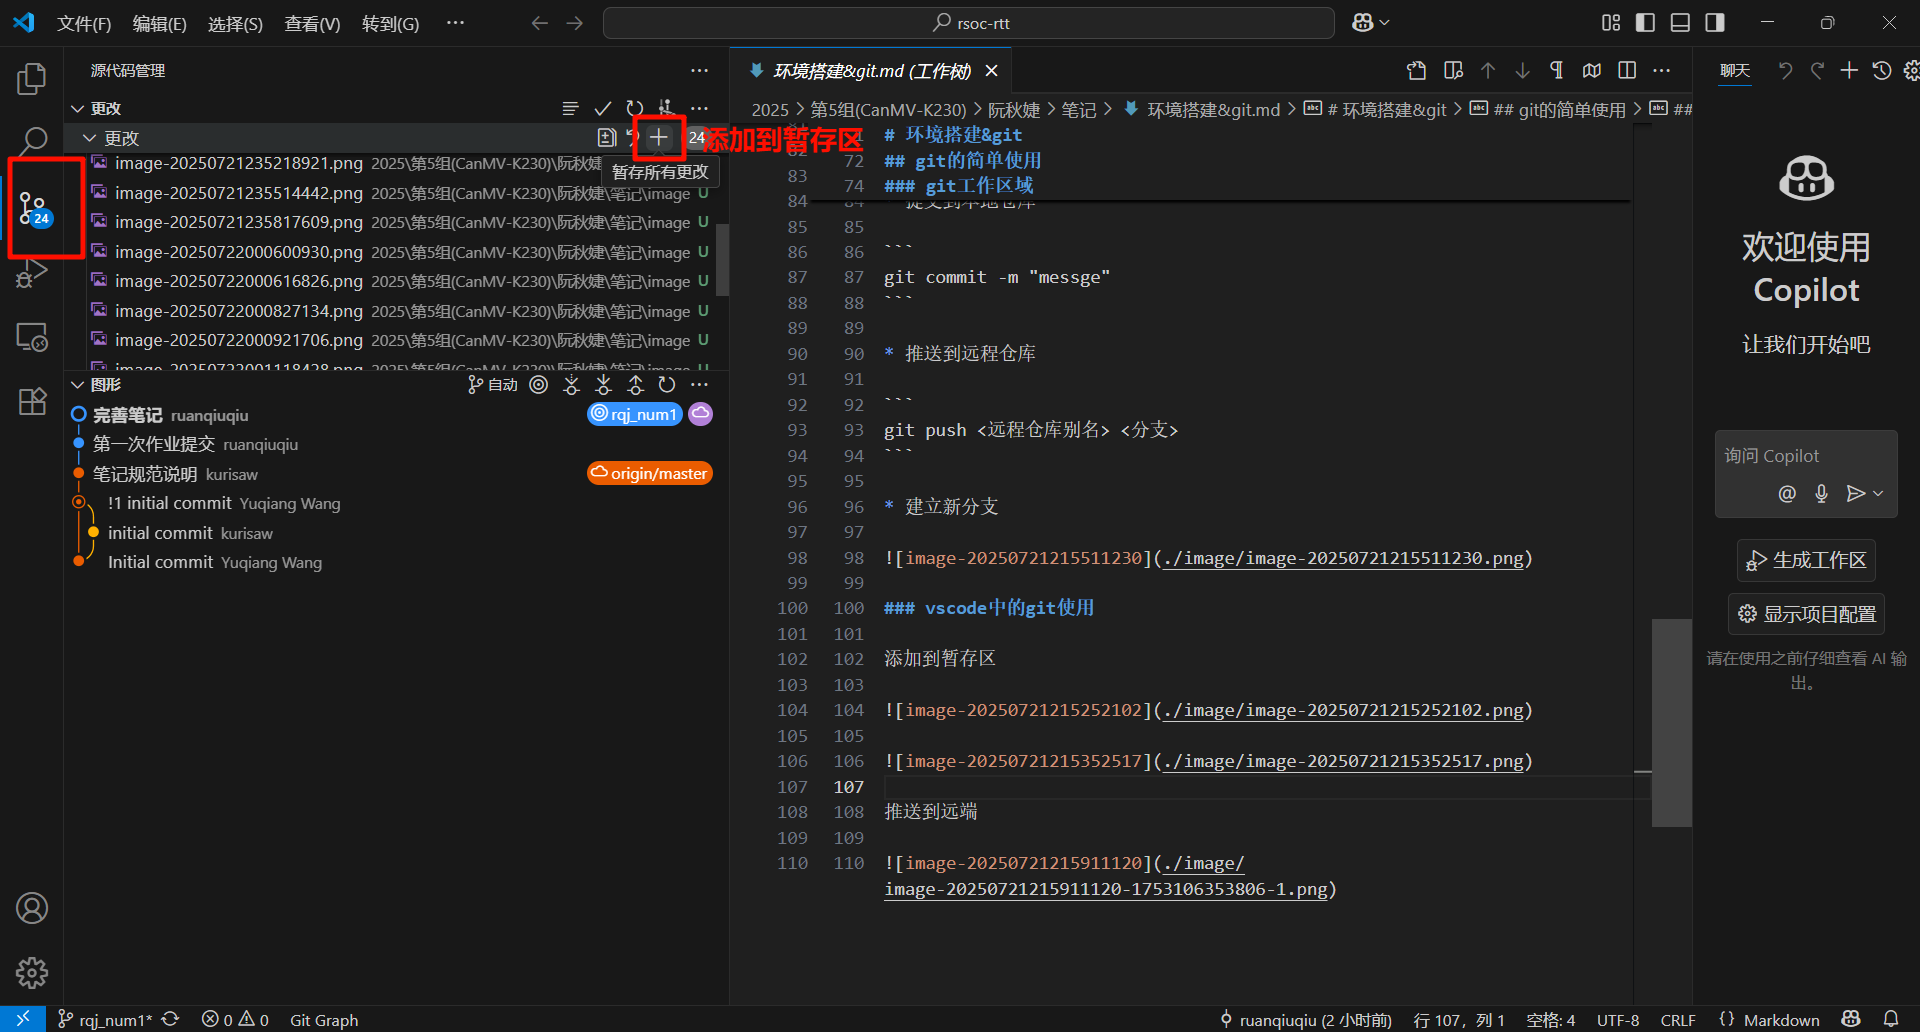 文件(F) 编辑(E) 选择(S) 查看(V) 转到(G) ···
rsoc-rtt
源代码管理
更改
更改
24
添加到暂存区
暂存所有更改
image-20250721235218921.png 2025\第5组(CanMV-K230)\阮秋婕
image-20250721235514442.png 2025\第5组(CanMV-K230)\阮秋婕\笔记\image U
image-20250721235817609.png 2025\第5组(CanMV-K230)\阮秋婕\笔记\image U
image-20250722000600930.png 2025\第5组(CanMV-K230)\阮秋婕\笔记\image U
image-20250722000616826.png 2025\第5组(CanMV-K230)\阮秋婕\笔记\image U
image-20250722000827134.png 2025\第5组(CanMV-K230)\阮秋婕\笔记\image U
image-20250722000921706.png 2025\第5组(CanMV-K230)\阮秋婕\笔记\image U
24
图形
自动
完善笔记 ruanqiuqiu rqj_num1
第一次作业提交 ruanqiuqiu
笔记规范说明 kurisaw origin/master
!1 initial commit Yuqiang Wang
initial commit kurisaw
Initial commit Yuqiang Wang
环境搭建&git.md (工作树)
2025 > 第5组(CanMV-K230) > 阮秋婕 > 笔记 > 环境搭建&git.md > # 环境搭建&git > ## git的简单使用 > ##
# 环境搭建&git
72 ## git的简单使用
83
74 ### git工作区域
84 84 提交到本地仓库
85 85
86 86 ```
87 87 git commit -m "messge"
88 88 ```
89 89
90 90 * 推送到远程仓库
91 91
92 92 ```
93 93 git push <远程仓库别名> <分支>
94 94 ```
95 95
96 96 * 建立新分支
97 97
98 98 ![image-20250721215511230](./image/image-20250721215511230.png)
99 99
100 100 ### vscode中的git使用
101 101
102 102 添加到暂存区
103 103
104 104 ![image-20250721215252102](./image/image-20250721215252102.png)
105 105
106 106 ![image-20250721215352517](./image/image-20250721215352517.png)
107 107
108 108 推送到远端
109 109
110 110 ![image-20250721215911120](./image/
image-20250721215911120-1753106353806-1.png)
聊天
欢迎使用
Copilot
让我们开始吧
询问 Copilot
生成工作区
显示项目配置
请在使用之前仔细查看 AI 输
出。
rqj_num1* 0 0 Git Graph
ruanqiuqiu (2 小时前) 行 107，列 1 空格: 4 UTF-8 CRLF {} Markdown